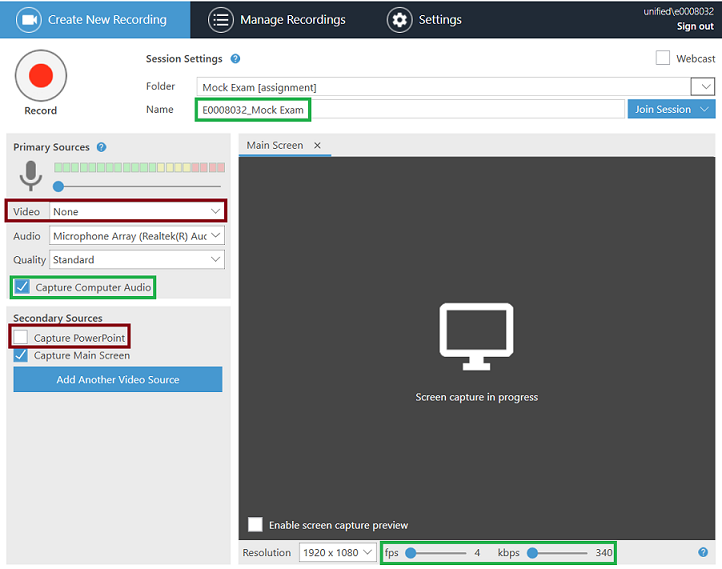 Create New Recording
Manage Recordings
Settings
unified\e0008032
Sign out
Record
Session Settings
Webcast
Folder
Mock Exam [assignment]
Name
E0008032_Mock Exam
Join Session
Primary Sources
Video
None
Audio
Microphone Array (Realtek(R) Auc
Quality
Standard
Capture Computer Audio
Secondary Sources
Capture PowerPoint
Capture Main Screen
Add Another Video Source
Main Screen
Screen capture in progress
Enable screen capture preview
Resolution
1920 x 1080
fps
4
kbps
340